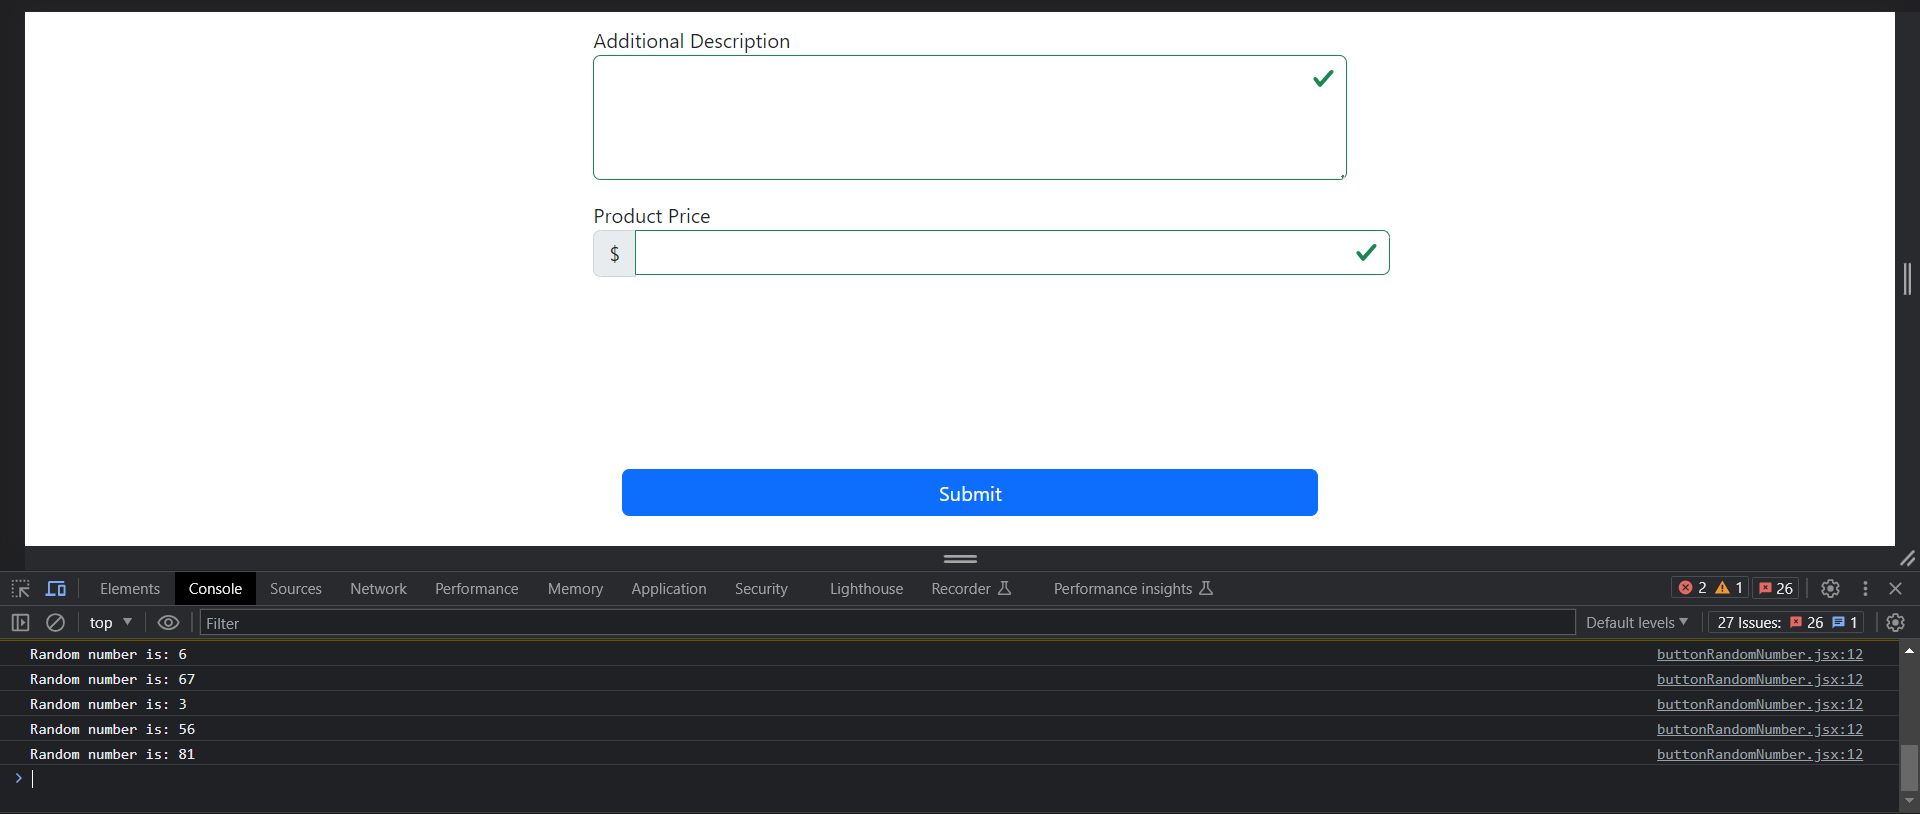 Additional Description
Product Price
$
Submit
Elements Console Sources Network Performance Memory Application Security Lighthouse Recorder Performance insights 2 1 26
top Filter Default levels 27 Issues: 26 1
Random number is: 6 buttonRandomNumber.jsx:12
Random number is: 67 buttonRandomNumber.jsx:12
Random number is: 3 buttonRandomNumber.jsx:12
Random number is: 56 buttonRandomNumber.jsx:12
Random number is: 81 buttonRandomNumber.jsx:12